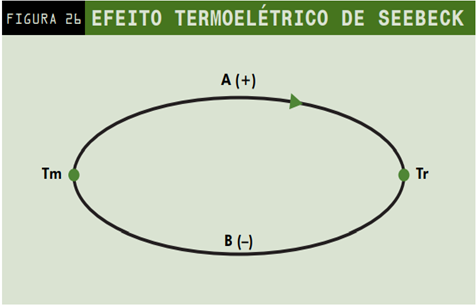 FIGURA 26
EFEITO TERMOELÉTRICO DE SEEBECK
A (+)
Tm
Tr
B (–)